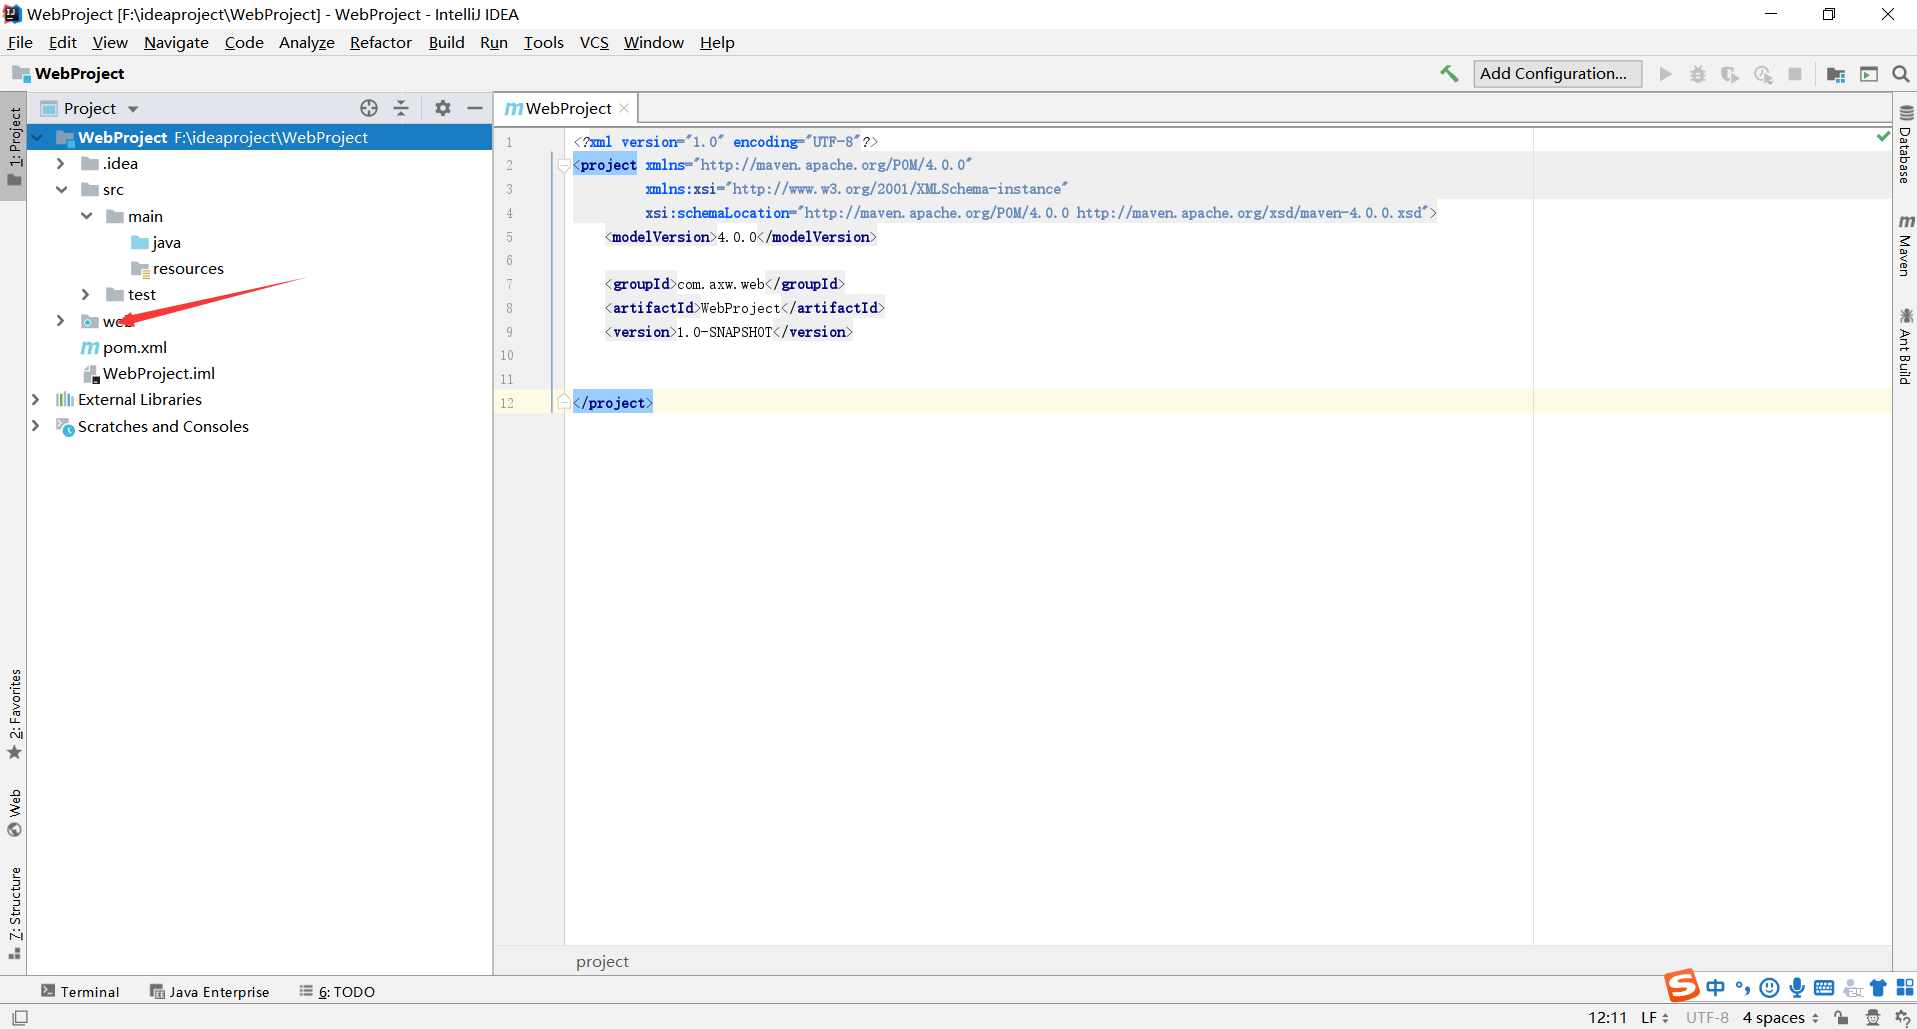 WebProject [F:\ideaproject\WebProject] - WebProject - IntelliJ IDEA
File Edit View Navigate Code Analyze Refactor Build Run Tools VCS Window Help
WebProject
Add Configuration...
Project
WebProject
1: Project
WebProject F:\ideaproject\WebProject
.idea
src
main
java
resources
test
web
pom.xml
WebProject.iml
External Libraries
Scratches and Consoles
1 <?xml version="1.0" encoding="UTF-8"?>
2 <project xmlns="http://maven.apache.org/POM/4.0.0"
3 xmlns:xsi="http://www.w3.org/2001/XMLSchema-instance"
4 xsi:schemaLocation="http://maven.apache.org/POM/4.0.0 http://maven.apache.org/xsd/maven-4.0.0.xsd">
5 <modelVersion>4.0.0</modelVersion>
6
7 <groupId>com.axw.web</groupId>
8 <artifactId>WebProject</artifactId>
9 <version>1.0-SNAPSHOT</version>
10
11
12 </project>
Database
Maven
Ant Build
2: Favorites
Web
7: Structure
project
Terminal Java Enterprise 6: TODO
中
12:11 LF UTF-8 4 spaces